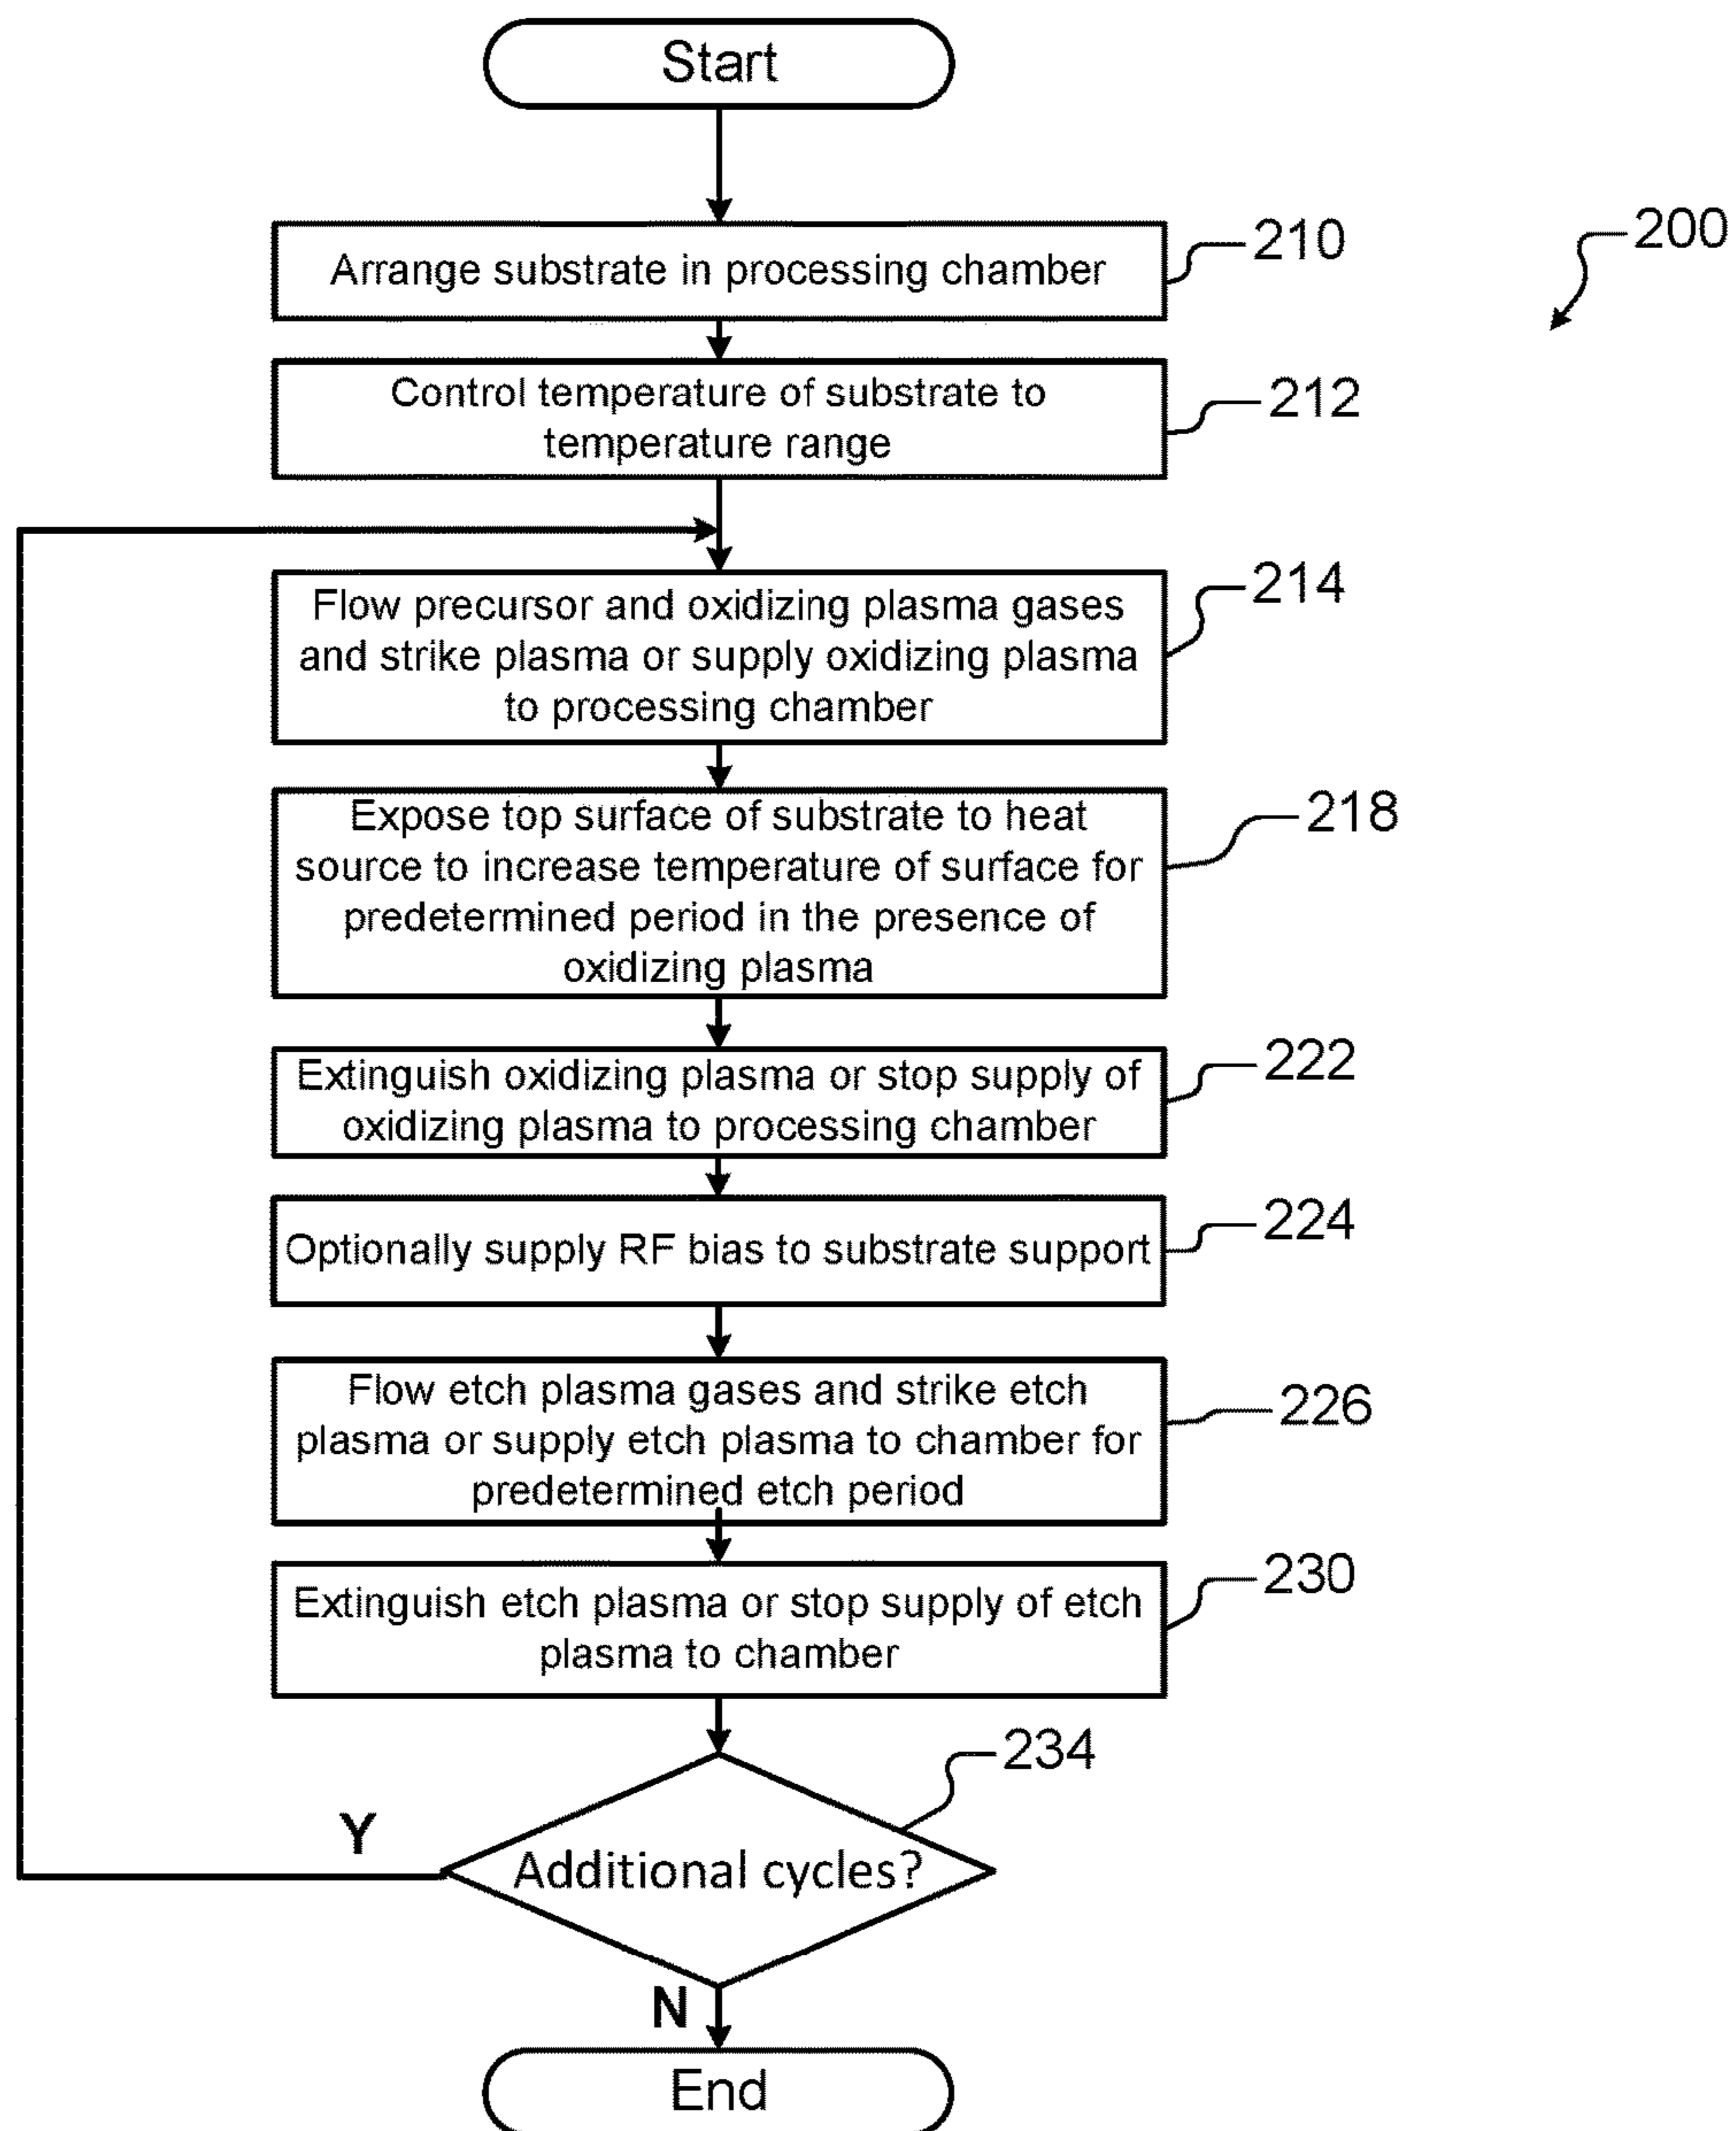 Start
200
Arrange substrate in processing chamber
210
Control temperature of substrate to
temperature range
212
Flow precursor and oxidizing plasma gases
and strike plasma or supply oxidizing plasma
to processing chamber
214
Expose top surface of substrate to heat
source to increase temperature of surface for
predetermined period in the presence of
oxidizing plasma
218
Extinguish oxidizing plasma or stop supply of
oxidizing plasma to processing chamber
222
Optionally supply RF bias to substrate support
224
Flow etch plasma gases and strike etch
plasma or supply etch plasma to chamber for
predetermined etch period
226
Extinguish etch plasma or stop supply of etch
plasma to chamber
230
Additional cycles?
234
Y
N
End